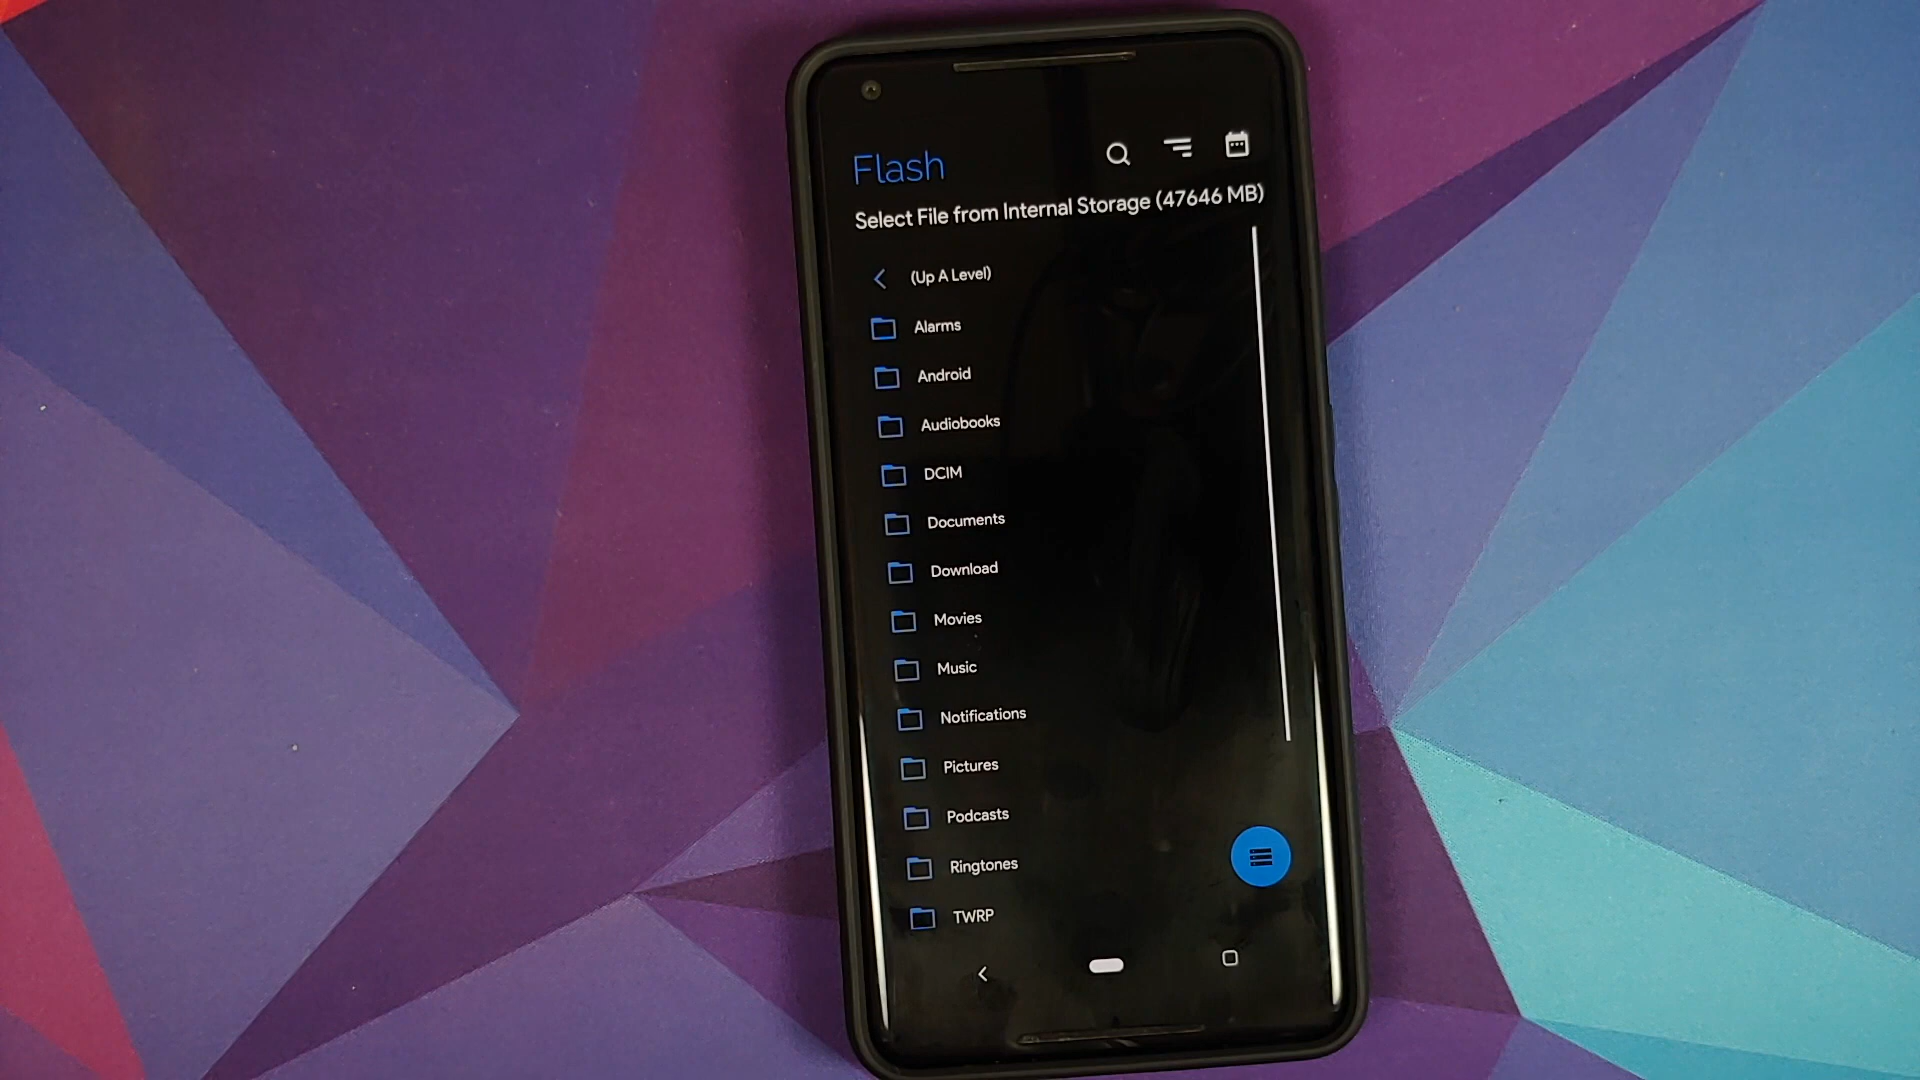 Flash
Select File from Internal Storage (47646 MB)
(Up A Level)
Alarms
Android
Audiobooks
DCIM
Documents
Download
Movies
Music
Notifications
Pictures
Podcasts
Ringtones
TWRP